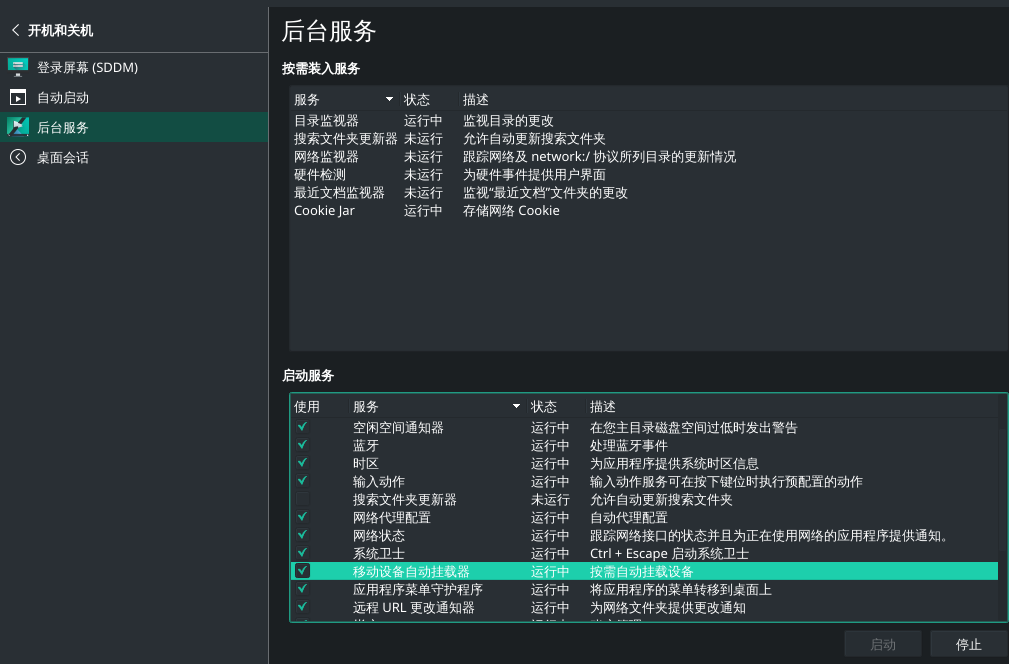 开机和关机
登录屏幕 (SDDM)
自动启动
后台服务
桌面会话
后台服务
按需装入服务
服务 状态 描述
目录监视器 运行中 监视目录的更改
搜索文件夹更新器 未运行 允许自动更新搜索文件夹
网络监视器 未运行 跟踪网络及 network:/ 协议所列目录的更新情况
硬件检测 未运行 为硬件事件提供用户界面
最近文档监视器 未运行 监视“最近文档”文件夹的更改
Cookie Jar 运行中 存储网络 Cookie
启动服务
使用 服务 状态 描述
空闲空间通知器 运行中 在您主目录磁盘空间过低时发出警告
蓝牙 运行中 处理蓝牙事件
时区 运行中 为应用程序提供系统时区信息
输入动作 运行中 输入动作服务可在按下键位时执行预配置的动作
搜索文件夹更新器 未运行 允许自动更新搜索文件夹
网络代理配置 运行中 自动代理配置
网络状态 运行中 跟踪网络接口的状态并且为正在使用网络的应用程序提供通知。
系统卫士 运行中 Ctrl + Escape 启动系统卫士
移动设备自动挂载器 运行中 按需自动挂载设备
应用程序菜单守护程序 运行中 将应用程序的菜单转移到桌面上
远程 URL 更改通知器 运行中 为网络文件夹提供更改通知
启动 停止